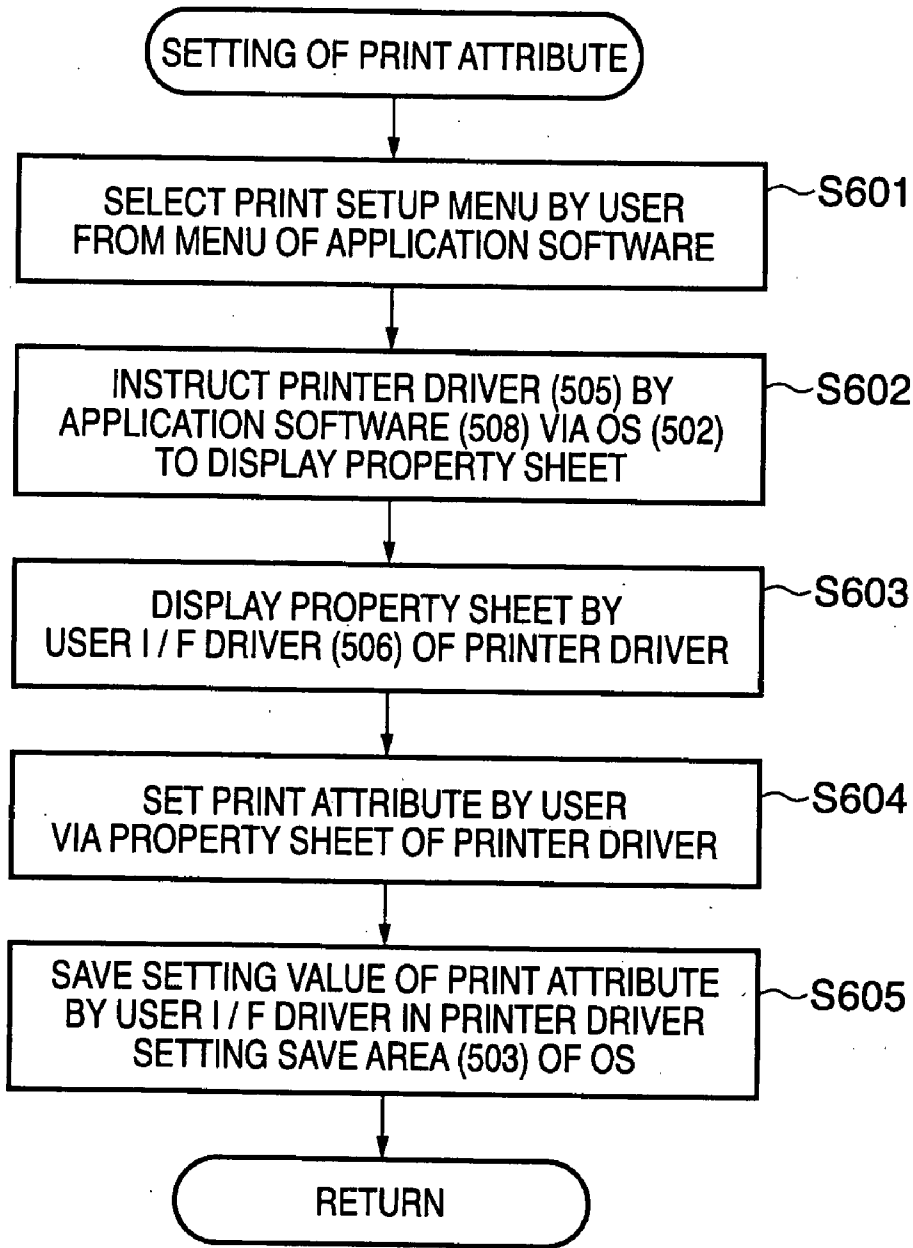 SETTING OF PRINT ATTRIBUTE
SELECT PRINT SETUP MENU BY USER
FROM MENU OF APPLICATION SOFTWARE
S601
INSTRUCT PRINTER DRIVER (505) BY
APPLICATION SOFTWARE (508) VIA OS (502)
TO DISPLAY PROPERTY SHEET
S602
DISPLAY PROPERTY SHEET BY
USER I / F DRIVER (506) OF PRINTER DRIVER
S603
SET PRINT ATTRIBUTE BY USER
VIA PROPERTY SHEET OF PRINTER DRIVER
S604
SAVE SETTING VALUE OF PRINT ATTRIBUTE
BY USER I / F DRIVER IN PRINTER DRIVER
SETTING SAVE AREA (503) OF OS
S605
RETURN